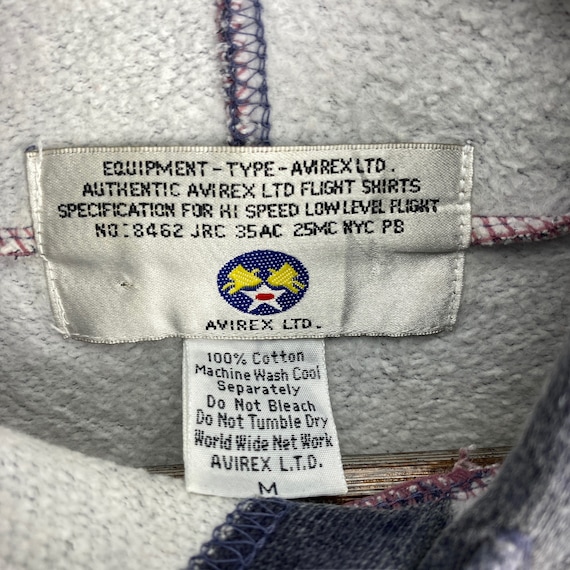 EQUIPMENT-TYPE-AVIREX LTD.
AUTHENTIC AVIREX LTD FLIGHT SHIRTS
SPECIFICATION FOR HI SPEED LOW LEVEL FLIGHT
NO:8462 JRC 35AC 25MC NYC PB
AVIREX LTD.
100% Cotton
Machine Wash Cool
Separately
Do Not Bleach
Do Not Tumble Dry
World Wide Net Work
AVIREX L.T.D.
M